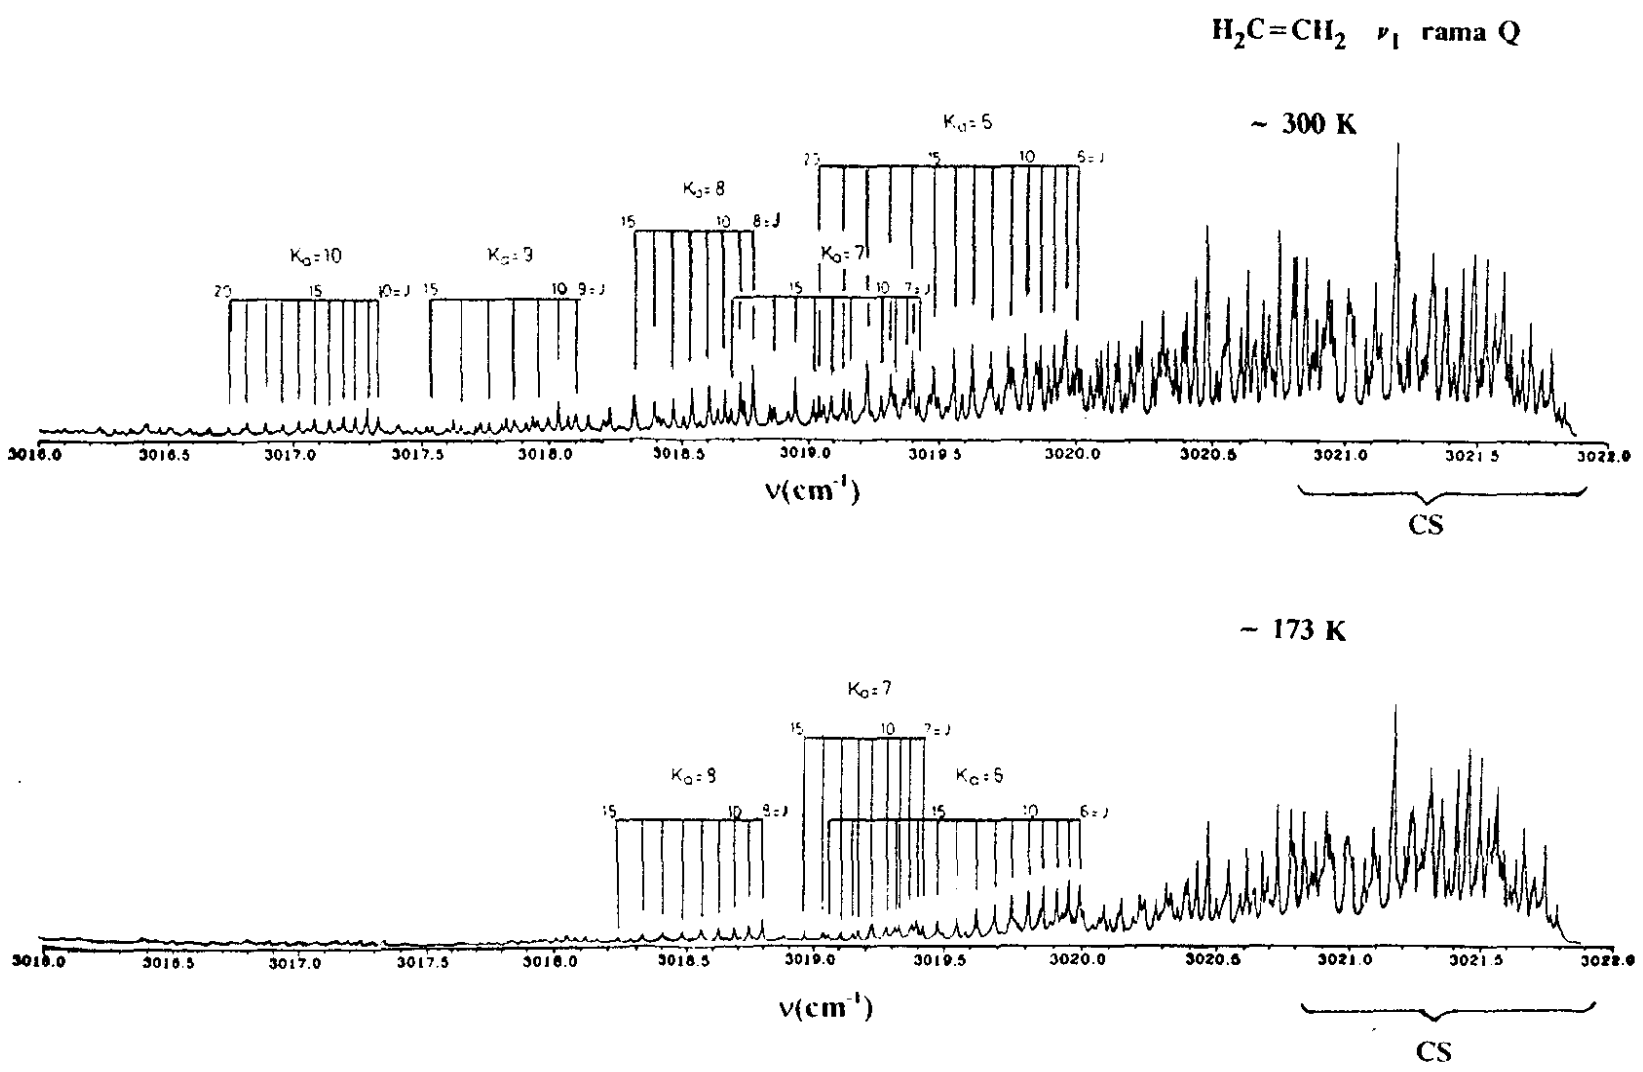 H₂C=CH₂ ν₁ rama Q
~ 300 K
Kₐ=6
20 15 10 6=J
Kₐ=8
15 10 8=J
Kₐ=10 Kₐ=9 Kₐ=7
20 15 10=J 15 10 9=J 15 10 7=J
3016.0 3016.5 3017.0 3017.5 3018.0 3018.5 3019.0 3019.5 3020.0 3020.5 3021.0 3021.5 3022.0
ν(cm⁻¹)
CS
~ 173 K
Kₐ=7
15 10 7=J
Kₐ=8 Kₐ=6
15 10 8=J 15 10 6=J
3016.0 3016.5 3017.0 3017.5 3018.0 3018.5 3019.0 3019.5 3020.0 3020.5 3021.0 3021.5 3022.0
ν(cm⁻¹)
CS